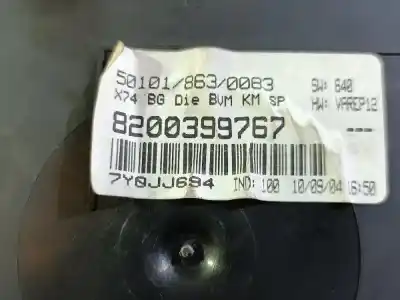 50101/863/0083 SW: 640
X74 BG Die BvM KM SP HW: VAREP12
8200399767 ---
7Y0JJ694 IND: 100 10/09/04 16:50